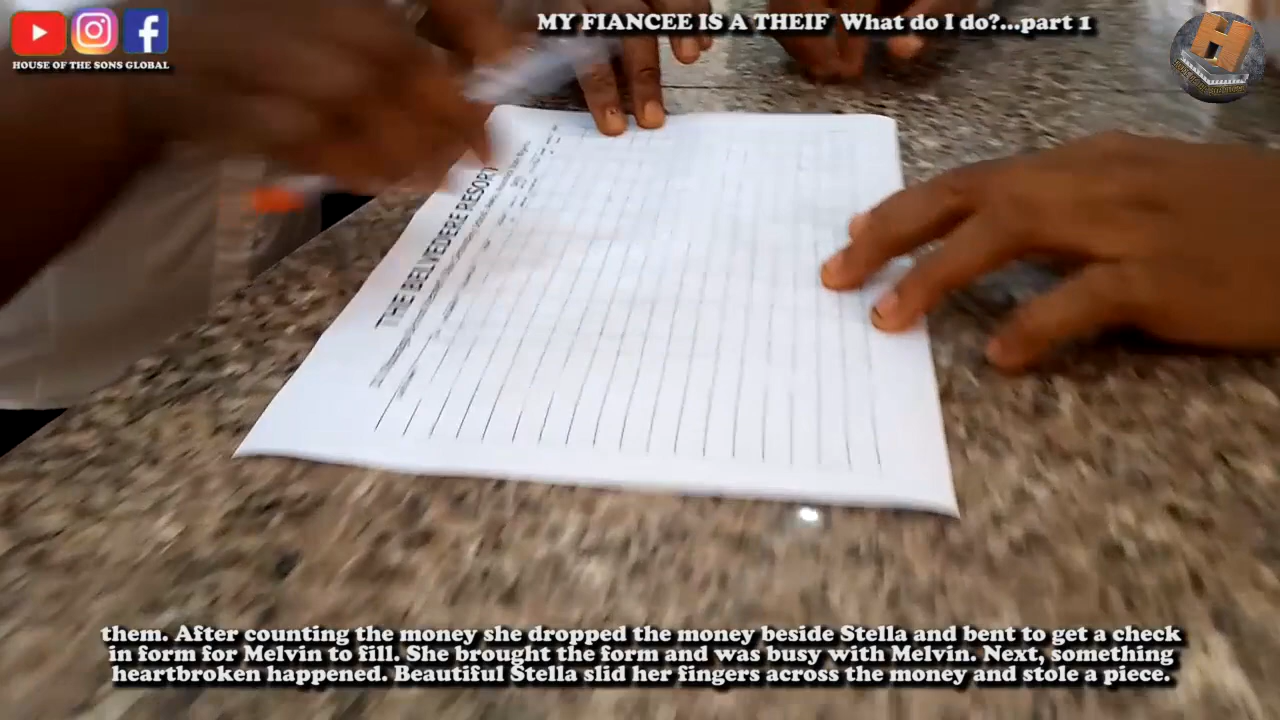 MY FIANCEE IS A THEIF What do I do?...part 1
HOUSE OF THE SONS GLOBAL
H
THE BELVEDERE RESORT
them. After counting the money she dropped the money beside Stella and bent to get a check
in form for Melvin to fill. She brought the form and was busy with Melvin. Next, something
heartbroken happened. Beautiful Stella slid her fingers across the money and stole a piece.